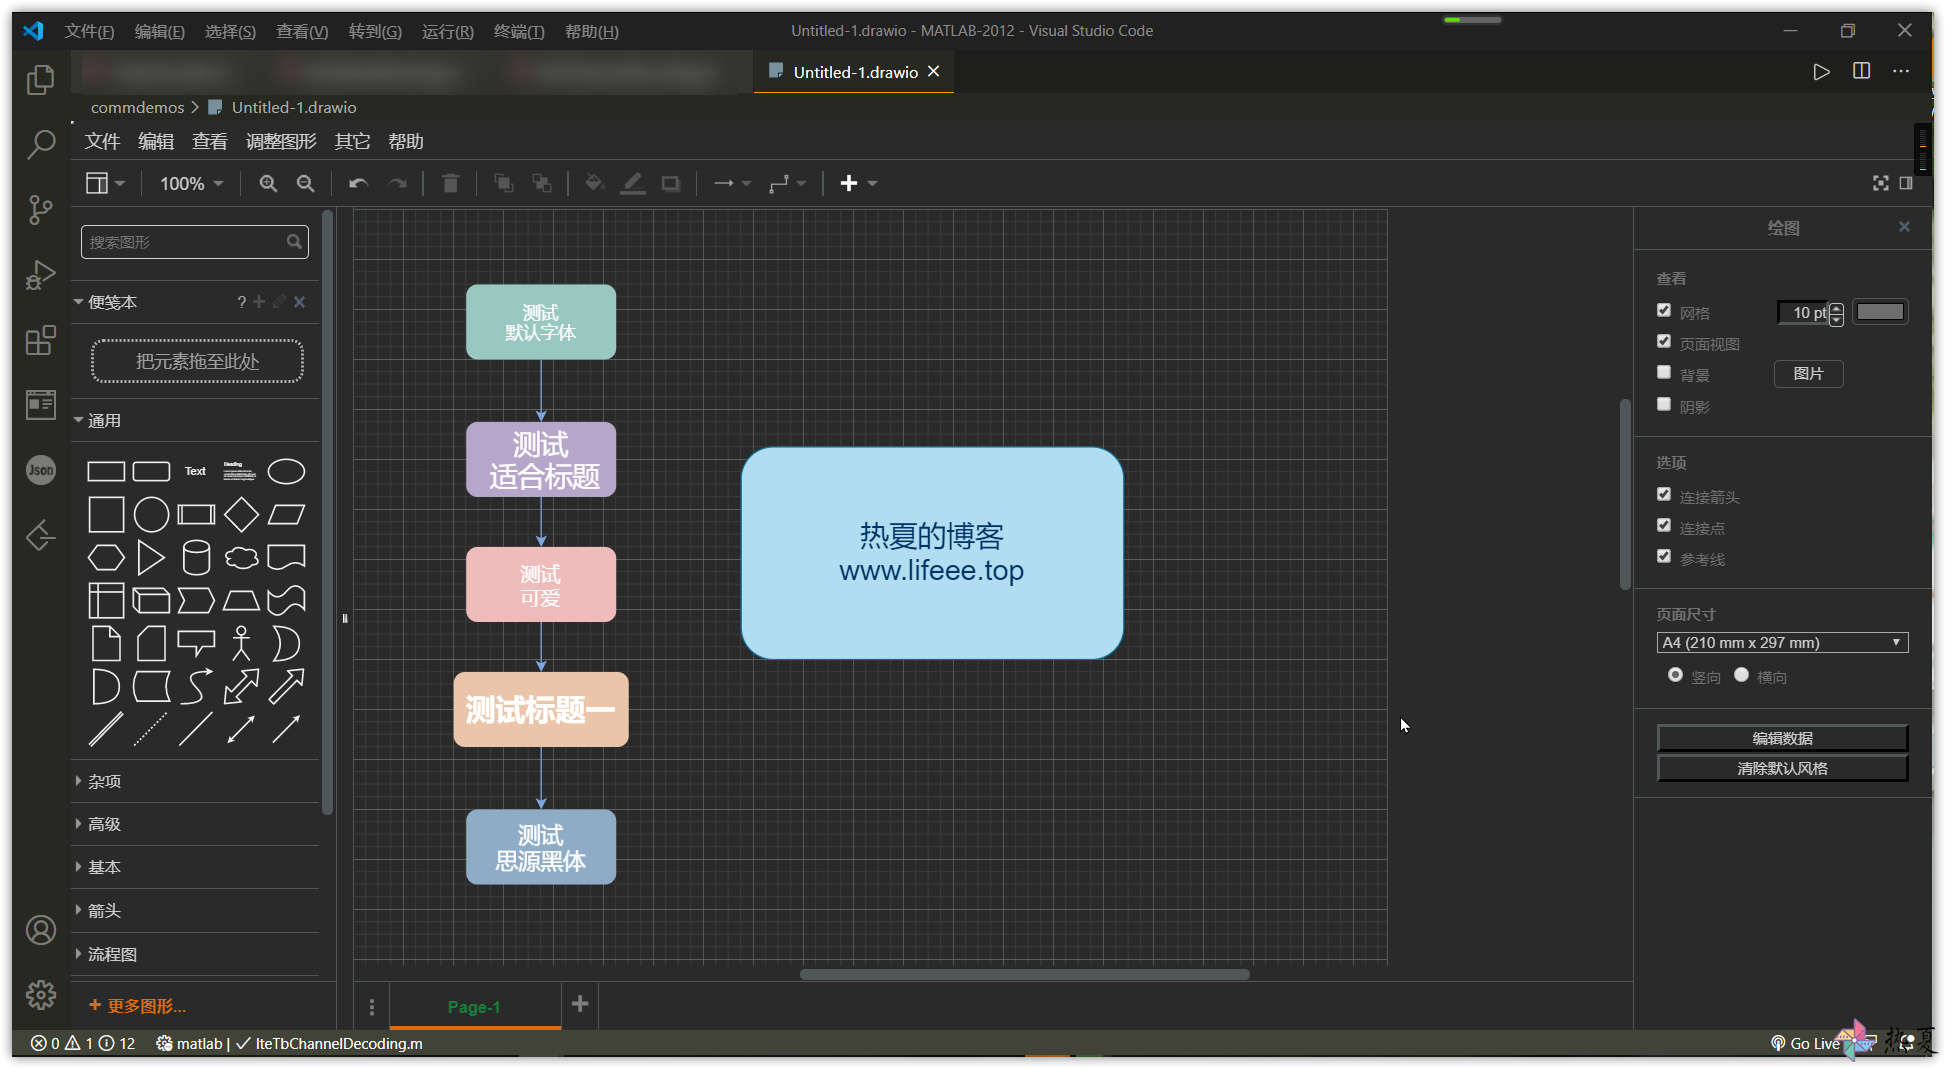 文件(F) 编辑(E) 选择(S) 查看(V) 转到(G) 运行(R) 终端(T) 帮助(H) Untitled-1.drawio - MATLAB-2012 - Visual Studio Code
Untitled-1.drawio
commdemos > Untitled-1.drawio
文件 编辑 查看 调整图形 其它 帮助
100%
搜索图形
便笺本
?
把元素拖至此处
通用
Text
Heading
杂项
高级
基本
箭头
流程图
+ 更多图形...
Json
测试
默认字体
测试
适合标题
测试
可爱
测试标题一
测试
思源黑体
热夏的博客
www.lifeee.top
Page-1
绘图
查看
网格 10 pt
页面视图
背景 图片
阴影
选项
连接箭头
连接点
参考线
页面尺寸
A4 (210 mm x 297 mm)
竖向 横向
编辑数据
清除默认风格
0 1 12 matlab | ✓ lteTbChannelDecoding.m
Go Live
热夏